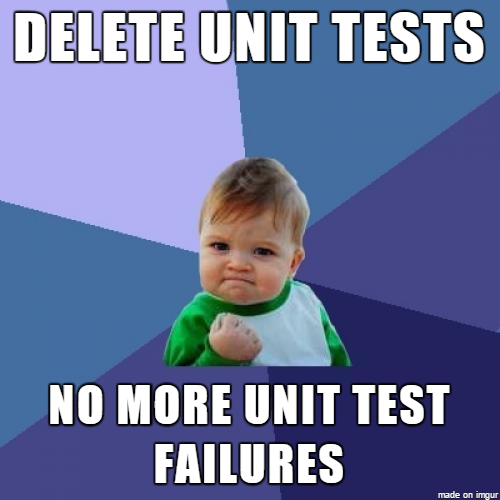 DELETE UNIT TESTS
NO MORE UNIT TEST
FAILURES
made on imgur